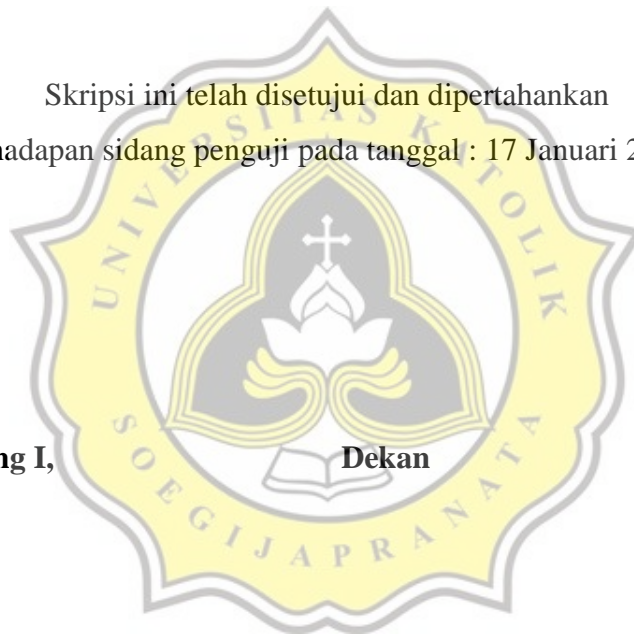 Skripsi ini telah disetujui dan dipertahankan
hadapan sidang penguji pada tanggal : 17 Januari 2
UNIVERSITAS KATOLIK
ng I, Dekan
SOEGIJAPRANATA